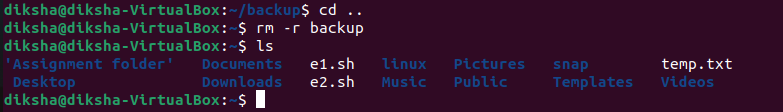 diksha@diksha-VirtualBox:~/backup$ cd ..
diksha@diksha-VirtualBox:~$ rm -r backup
diksha@diksha-VirtualBox:~$ ls
'Assignment folder'   Documents   e1.sh   linux   Pictures   snap        temp.txt
 Desktop              Downloads   e2.sh   Music   Public     Templates   Videos
diksha@diksha-VirtualBox:~$